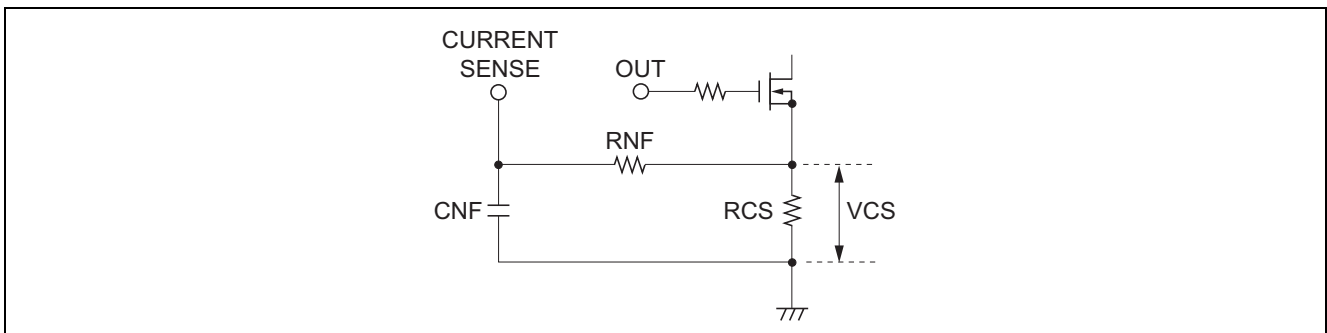 CURRENT
SENSE
OUT
RNF
CNF
RCS
VCS